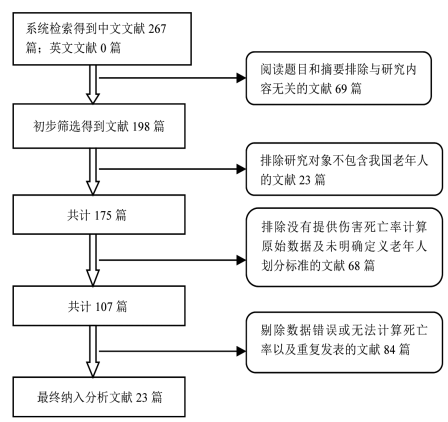 系统检索得到中文文献 267
篇；英文文献 0 篇
阅读题目和摘要排除与研究内
容无关的文献 69 篇
初步筛选得到文献 198 篇
排除研究对象不包含我国老年人
的文献 23 篇
共计 175 篇
排除没有提供伤害死亡率计算
原始数据及未明确定义老年人
划分标准的文献 68 篇
共计 107 篇
剔除数据错误或无法计算死亡
率以及重复发表的文献 84 篇
最终纳入分析文献 23 篇